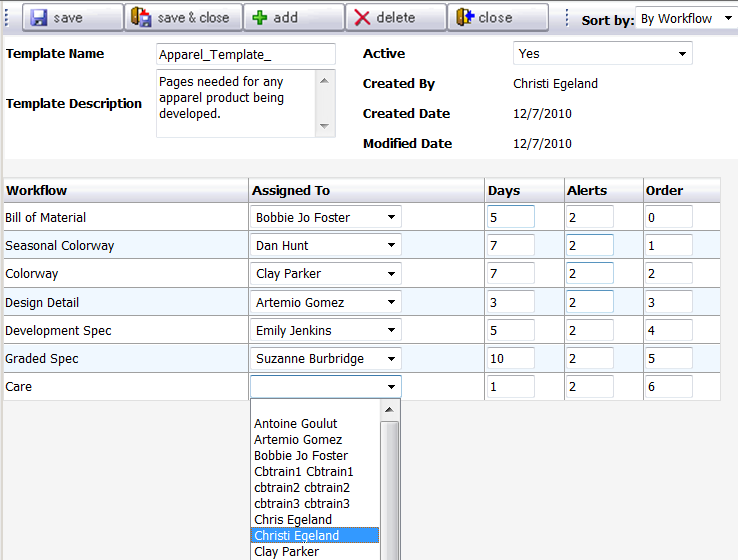 save save & close add delete close Sort by: By Workflow
Template Name Apparel_Template_ Active Yes
Template Description Pages needed for any apparel product being developed. Created By Christi Egeland
Created Date 12/7/2010
Modified Date 12/7/2010
Workflow Assigned To Days Alerts Order
Bill of Material Bobbie Jo Foster 5 2 0
Seasonal Colorway Dan Hunt 7 2 1
Colorway Clay Parker 7 2 2
Design Detail Artemio Gomez 3 2 3
Development Spec Emily Jenkins 5 2 4
Graded Spec Suzanne Burbridge 10 2 5
Care 1 2 6
Antoine Goulut
Artemio Gomez
Bobbie Jo Foster
Cbtrain1 Cbtrain1
cbtrain2 cbtrain2
cbtrain3 cbtrain3
Chris Egeland
Christi Egeland
Clay Parker